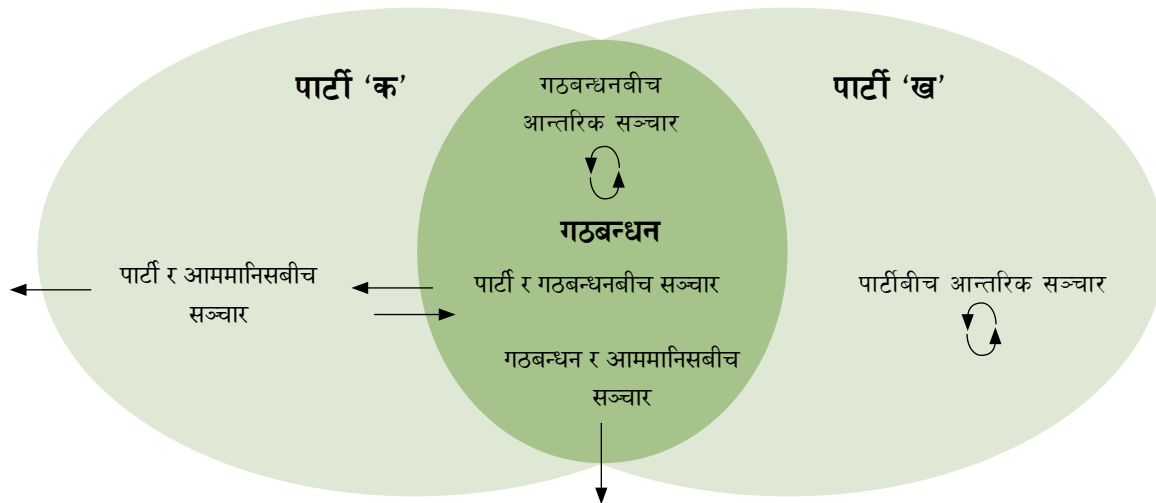 पार्टी ‘क’
गठबन्धनबीच
आन्तरिक सञ्चार
पार्टी ‘ख’
गठबन्धन
पार्टी र आममानिसबीच
सञ्चार
पार्टी र गठबन्धनबीच सञ्चार
पार्टीबीच आन्तरिक सञ्चार
गठबन्धन र आममानिसबीच
सञ्चार